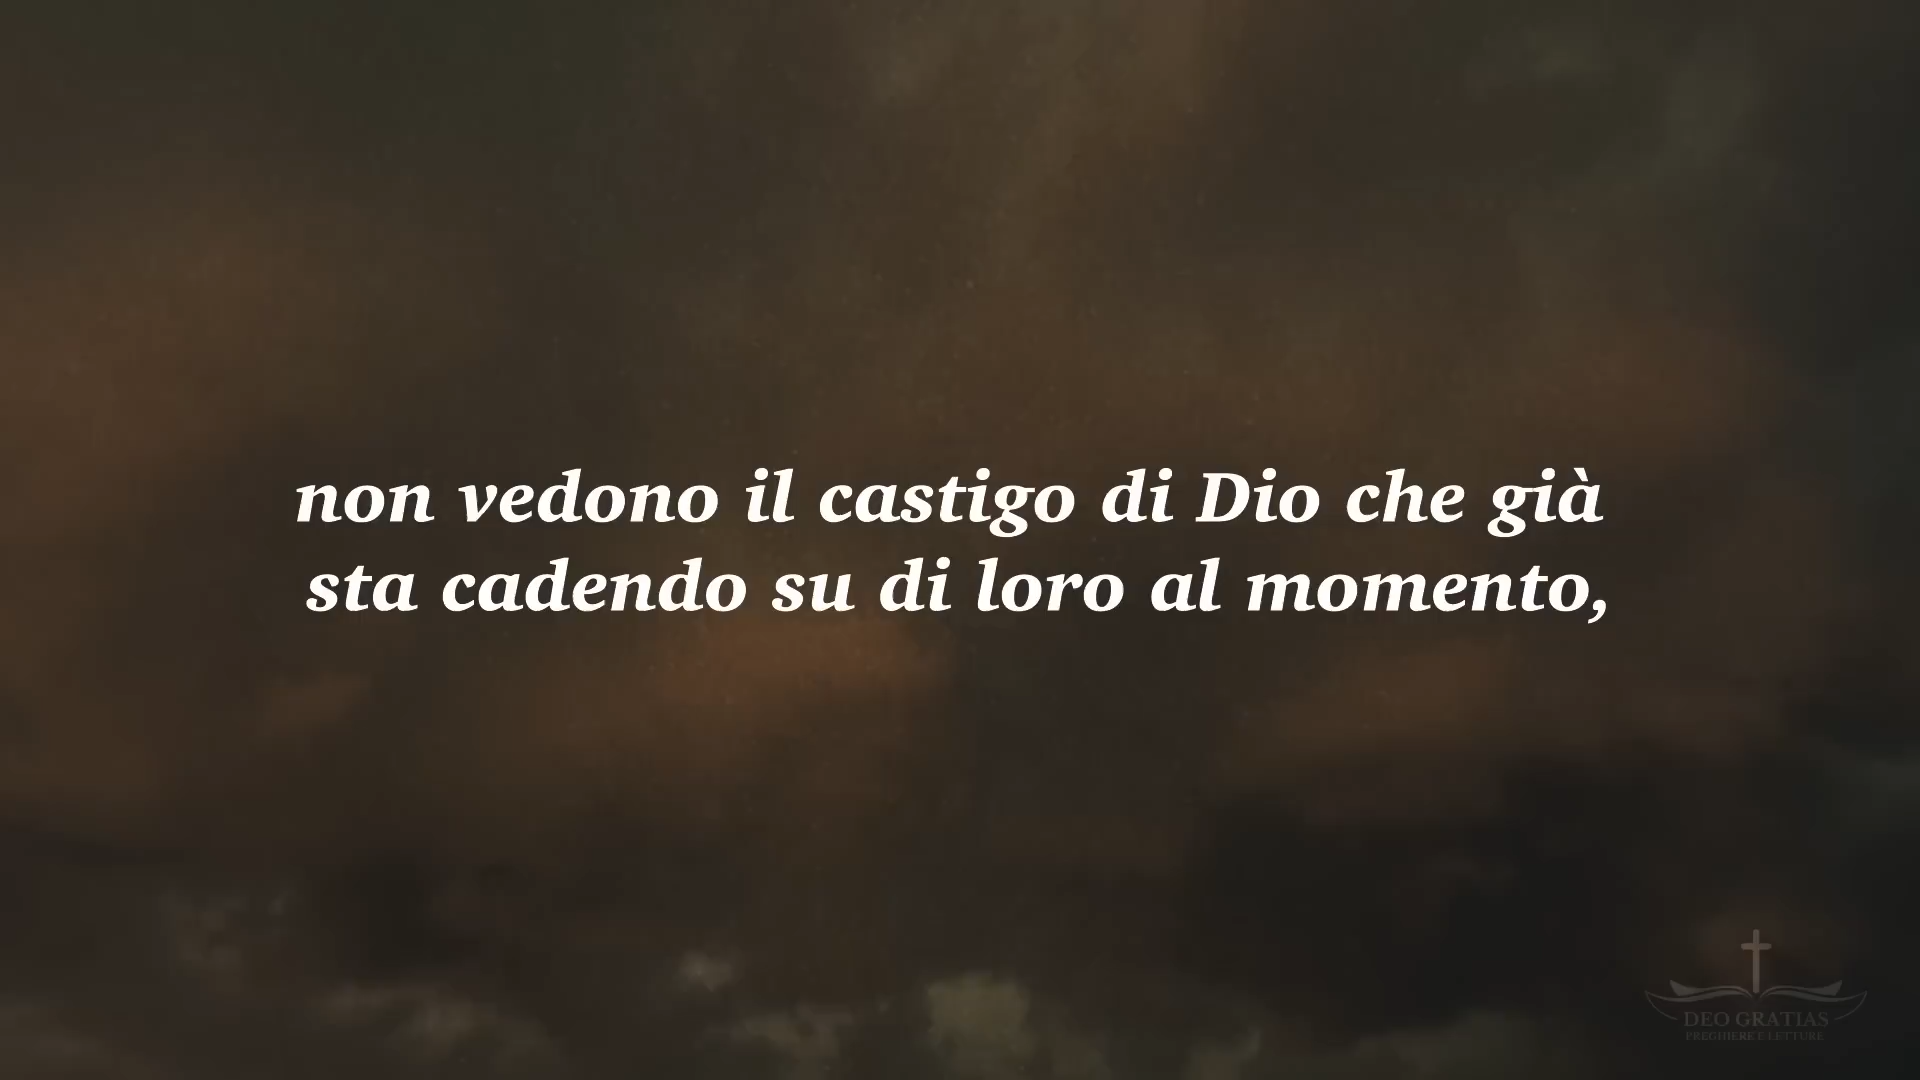 non vedono il castigo di Dio che già
sta cadendo su di loro al momento,
DEO GRATIAS
PREGHIERE E LETTURE